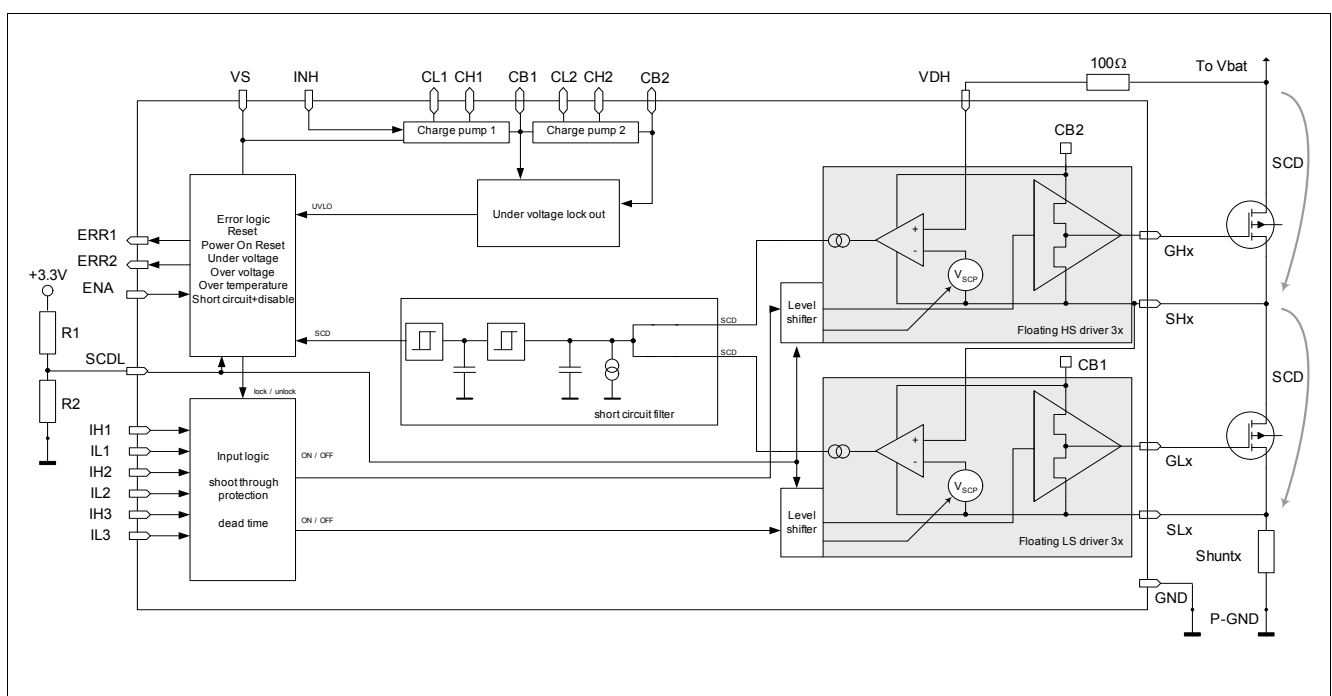 VS
INH
CL1
CH1
CB1
CL2
CH2
CB2
VDH
100Ω
To Vbat
Charge pump 1
Charge pump 2
CB2
SCD
Error logic
Reset
Power On Reset
Under voltage
Over voltage
Over temperature
Short circuit+disable
UVLO
Under voltage lock out
ERR1
ERR2
ENA
+3.3V
R1
SCDL
R2
+
-
VSCP
Level
shifter
Floating HS driver 3x
GHx
SHx
SCD
SCD
SCD
short circuit filter
lock / unlock
CB1
SCD
IH1
IL1
IH2
IL2
IH3
IL3
Input logic
shoot through
protection
dead time
ON / OFF
ON / OFF
+
-
VSCP
Level
shifter
Floating LS driver 3x
GLx
SLx
Shuntx
GND
P-GND